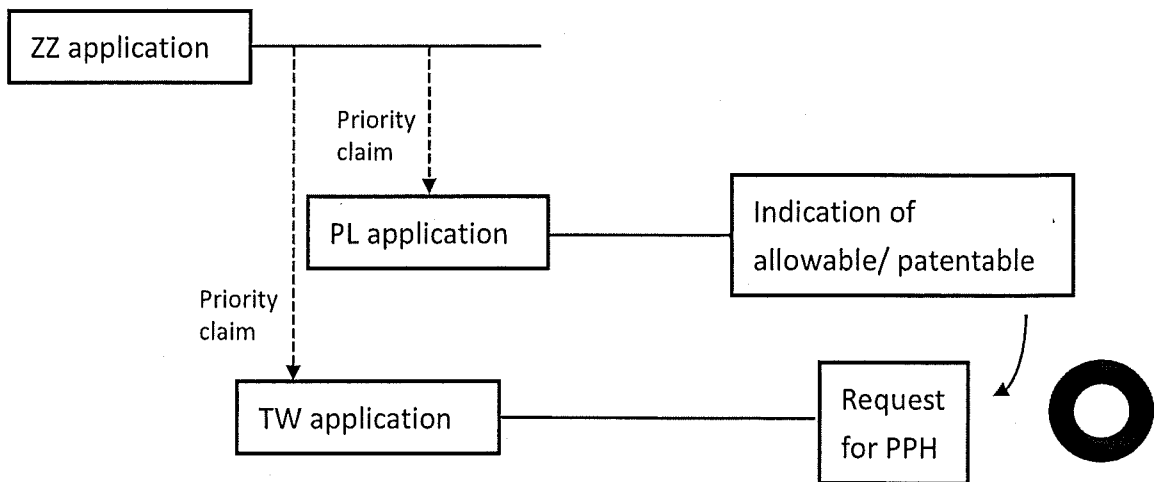 ZZ application
Priority
claim
PL application
Indication of
allowable/ patentable
Priority
claim
TW application
Request
for PPH